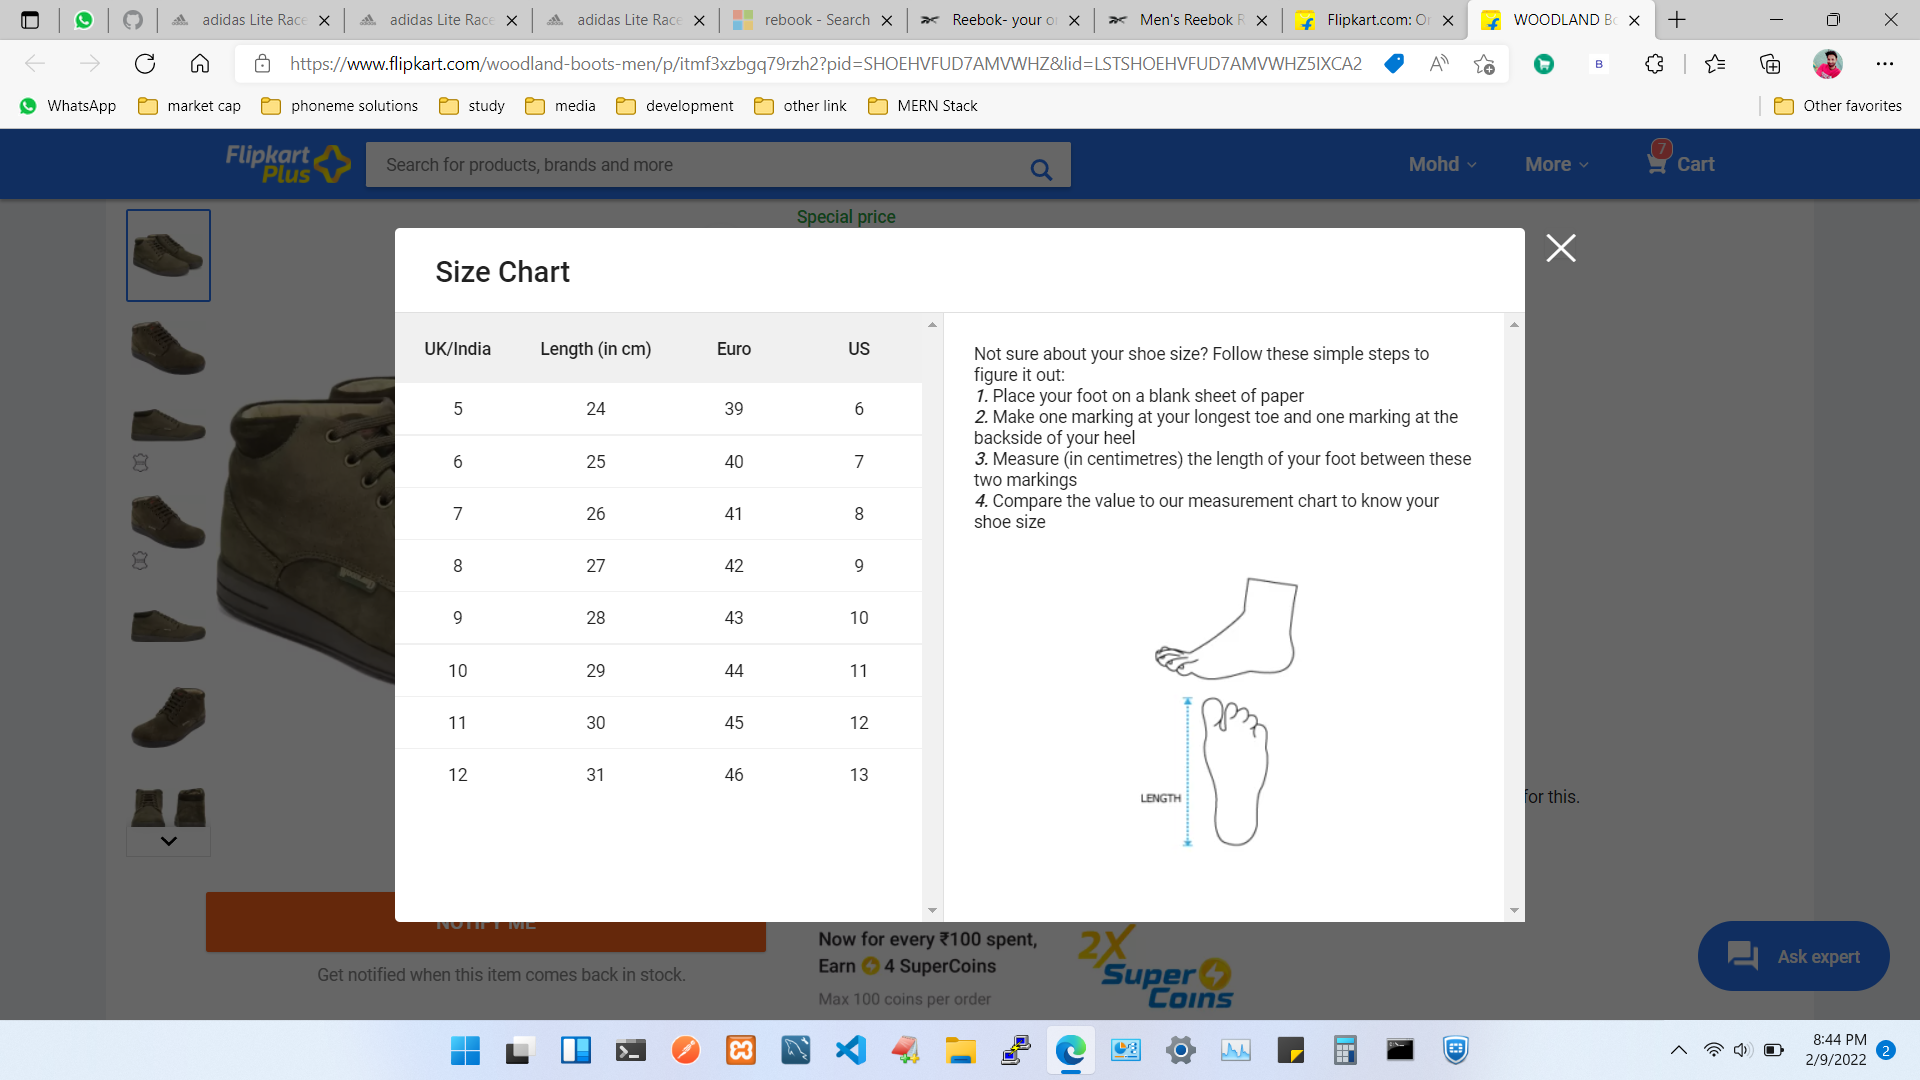 adidas Lite Race
adidas Lite Race
adidas Lite Race
rebook - Search
Reebok- your o
Men's Reebok R
Flipkart.com: O
WOODLAND Bo
https://www.flipkart.com/woodland-boots-men/p/itmf3xzbgq79rzh2?pid=SHOEHVFUD7AMVWHZ&lid=LSTSHOEHVFUD7AMVWHZ5IXCA2
WhatsApp
market cap
phoneme solutions
study
media
development
other link
MERN Stack
Other favorites
Flipkart
Plus
Search for products, brands and more
Mohd
More
7
Cart
Special price
Size Chart
UK/India Length (in cm) Euro US
5 24 39 6
6 25 40 7
7 26 41 8
8 27 42 9
9 28 43 10
10 29 44 11
11 30 45 12
12 31 46 13
Not sure about your shoe size? Follow these simple steps to
figure it out:
1. Place your foot on a blank sheet of paper
2. Make one marking at your longest toe and one marking at the
backside of your heel
3. Measure (in centimetres) the length of your foot between these
two markings
4. Compare the value to our measurement chart to know your
shoe size
LENGTH
for this.
NOTIFY ME
Get notified when this item comes back in stock.
Now for every ₹100 spent,
Earn 4 SuperCoins
Max 100 coins per order
2X
Super
Coins
Ask expert
8:44 PM
2/9/2022
2